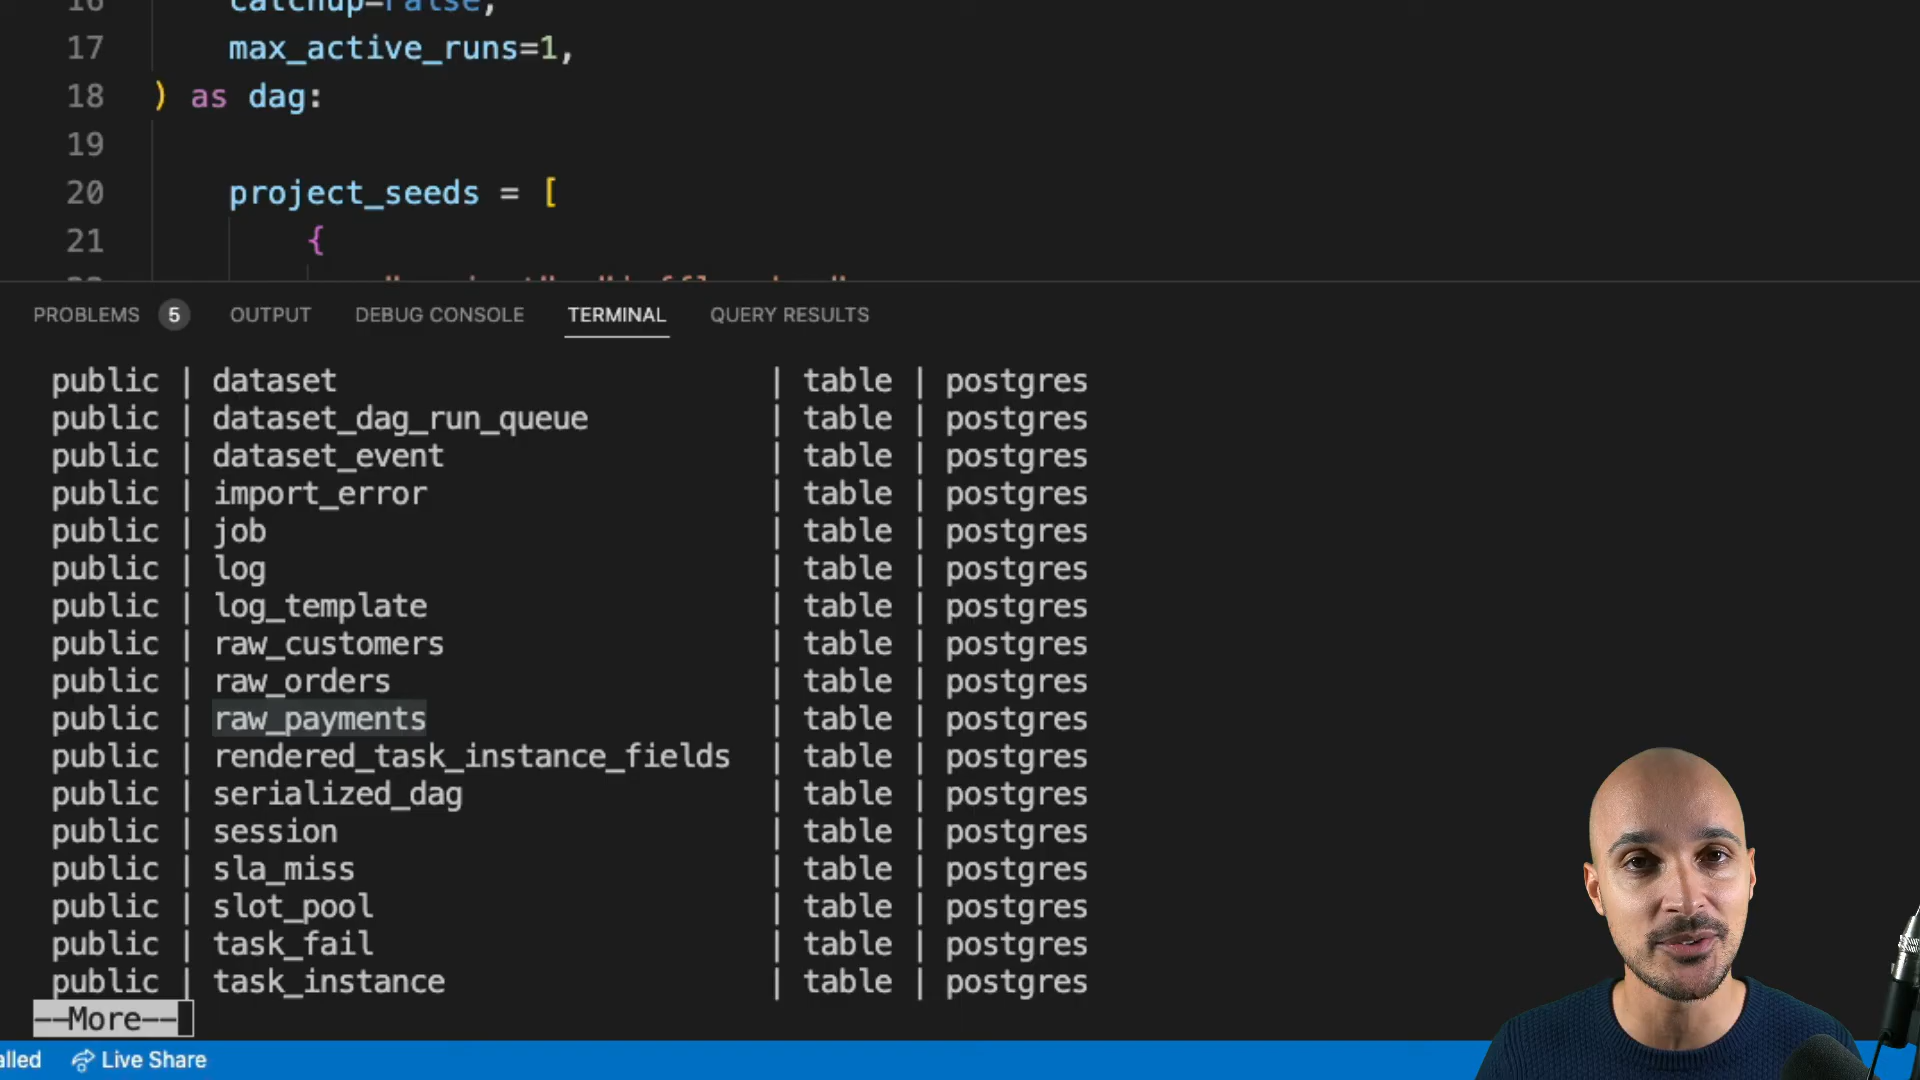 16 catchup=False,
17 max_active_runs=1,
18 ) as dag:
19
20 project_seeds = [
21 {
PROBLEMS 5 OUTPUT DEBUG CONSOLE TERMINAL QUERY RESULTS
public | dataset | table | postgres
public | dataset_dag_run_queue | table | postgres
public | dataset_event | table | postgres
public | import_error | table | postgres
public | job | table | postgres
public | log | table | postgres
public | log_template | table | postgres
public | raw_customers | table | postgres
public | raw_orders | table | postgres
public | raw_payments | table | postgres
public | rendered_task_instance_fields | table | postgres
public | serialized_dag | table | postgres
public | session | table | postgres
public | sla_miss | table | postgres
public | slot_pool | table | postgres
public | task_fail | table | postgres
public | task_instance | table | postgres
--More--
alled Live Share